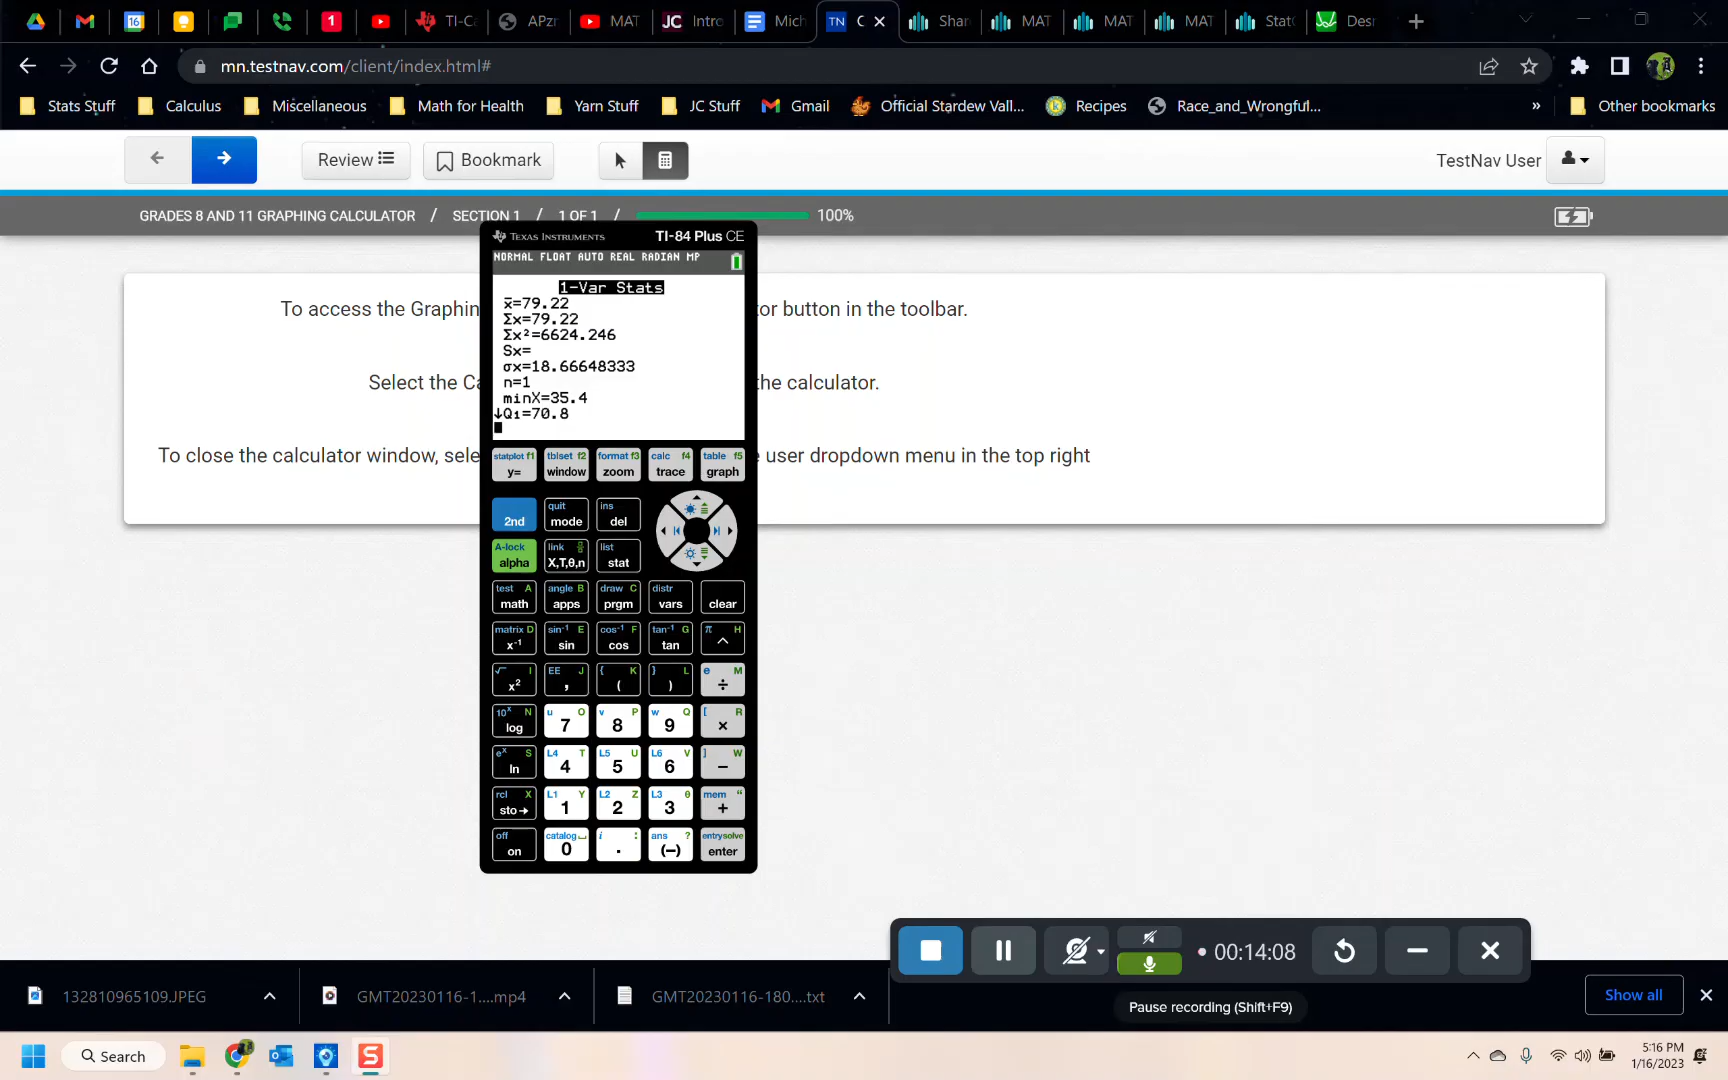 1
TI-Ca
APzr
MAT
JC Intro
Mich
TN C
Shar
MAT
MAT
MAT
StatC
Desr
mn.testnav.com/client/index.html#
Stats Stuff
Calculus
Miscellaneous
Math for Health
Yarn Stuff
JC Stuff
Gmail
Official Stardew Vall...
Recipes
Race_and_Wrongful...
»
Other bookmarks
Review
Bookmark
TestNav User
GRADES 8 AND 11 GRAPHING CALCULATOR / SECTION 1 / 1 OF 1 / 100%
To access the Graphin
tor button in the toolbar.
Select the Ca
the calculator.
To close the calculator window, sele
e user dropdown menu in the top right
TEXAS INSTRUMENTS TI-84 Plus CE
NORMAL FLOAT AUTO REAL RADIAN MP
1-Var Stats
x̄=79.22
Σx=79.22
Σx²=6624.246
Sx=
σx=18.66648333
n=1
minX=35.4
↓Q₁=70.8
statplot f1 tblset f2 format f3 calc f4 table f5
y= window zoom trace graph
quit ins
2nd mode del
A-lock link list
alpha X,T,θ,n stat
test A angle B draw C distr
math apps prgm vars clear
matrix D sin⁻¹ E cos⁻¹ F tan⁻¹ G π H
x⁻¹ sin cos tan ^
√ I EE J { K } L e M
x² , ( ) ÷
10ˣ N u O v P w Q [ R
log 7 8 9 ×
eˣ S L4 T L5 U L6 V ] W
ln 4 5 6 −
rcl X L1 Y L2 Z L3 θ mem "
sto→ 1 2 3 +
off catalog i : ans ? entry solve
on 0 . (−) enter
00:14:08
Pause recording (Shift+F9)
132810965109.JPEG
GMT20230116-1....mp4
GMT20230116-180....txt
Show all
Search
S
5:16 PM
1/16/2023